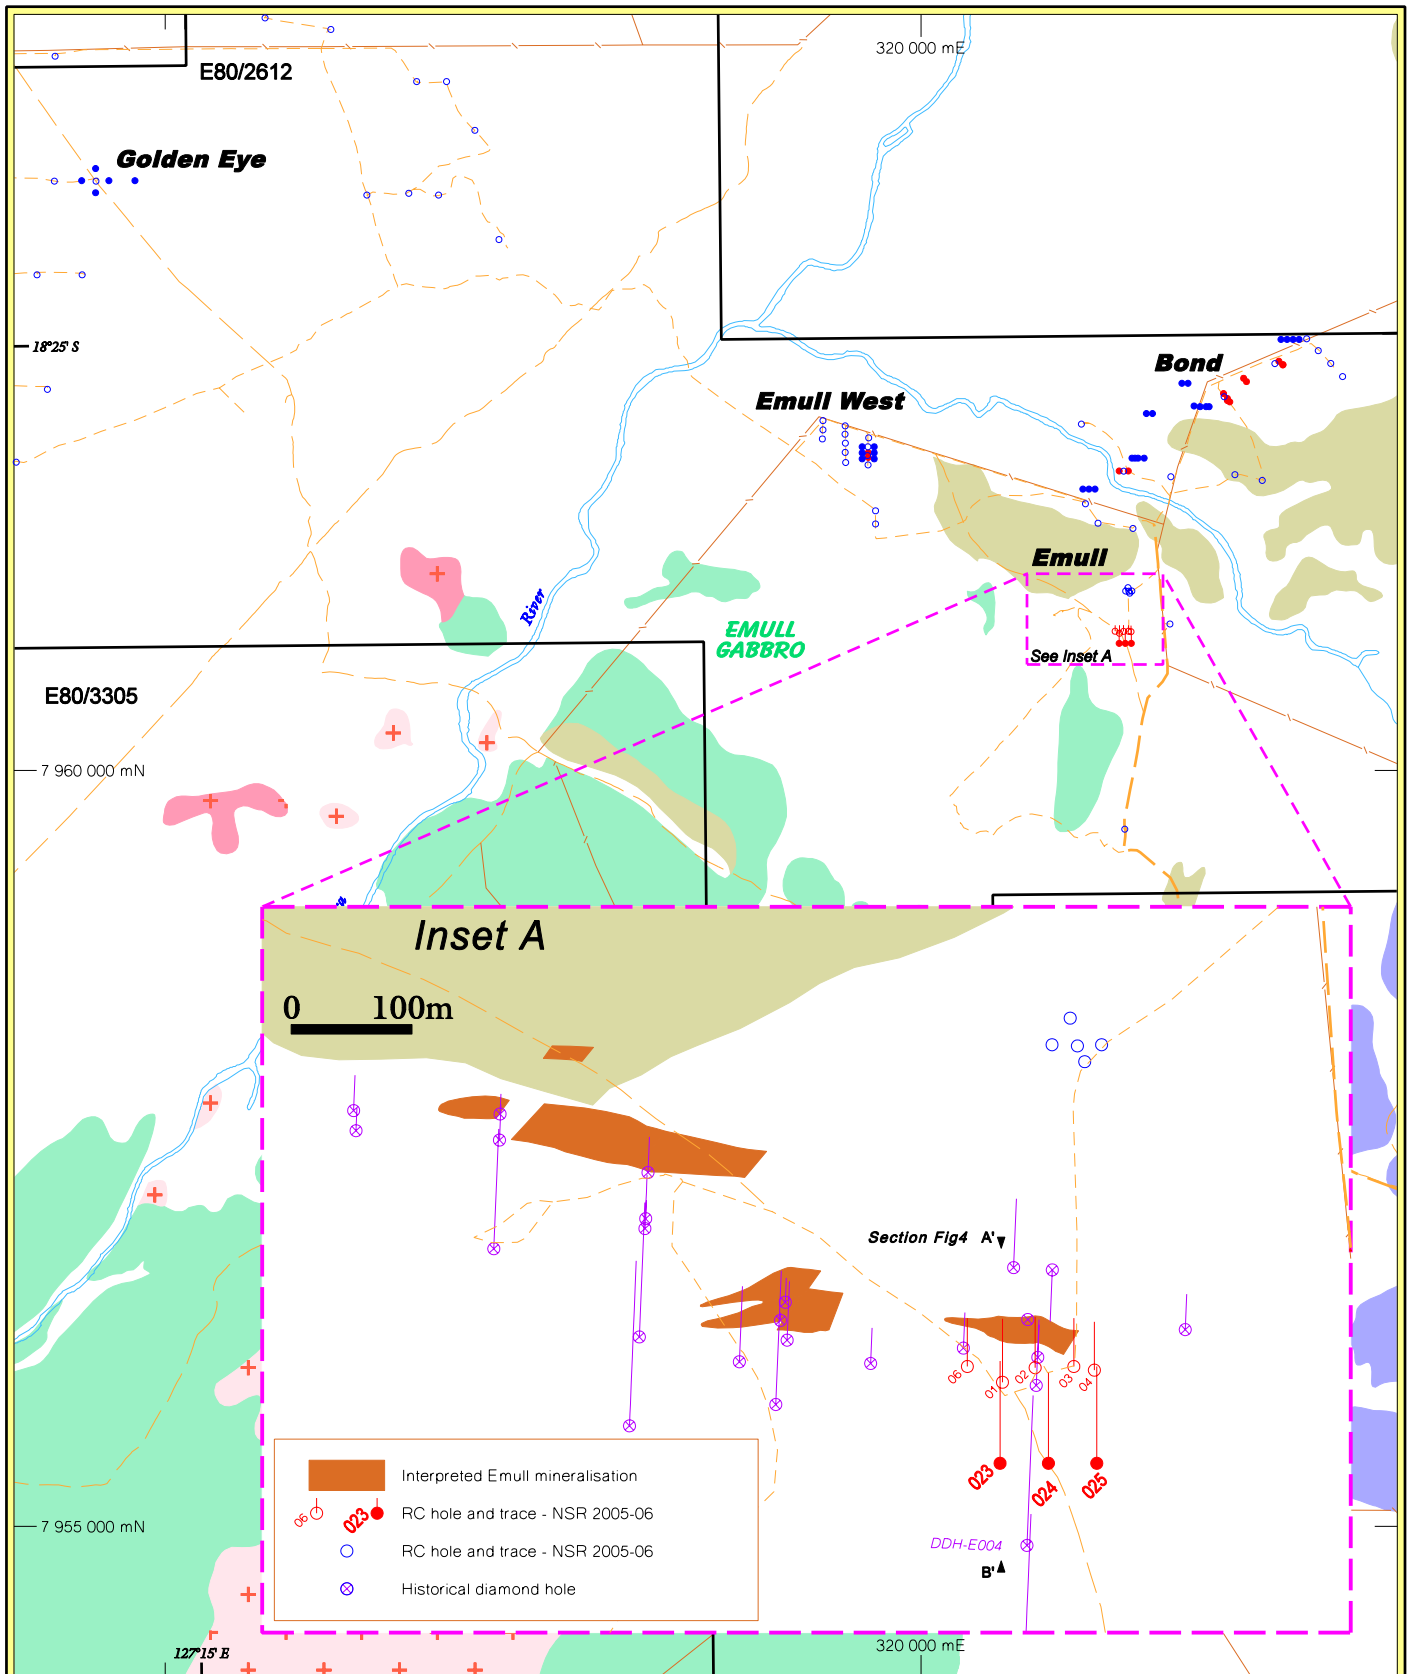 320 000 mE
E80/2612
Golden Eye
18°25' S
Bond
Emull West
Emull
River
EMULL
GABBRO
See Inset A
E80/3305
7 960 000 mN
Inset A
0 100m
Section Fig4 A'
06
01
02
03
04
023
024
025
Interpreted Emull mineralisation
06 023 RC hole and trace - NSR 2005-06
7 955 000 mN
DDH-E004
RC hole and trace - NSR 2005-06
B'
Historical diamond hole
127°15' E
320 000 mE